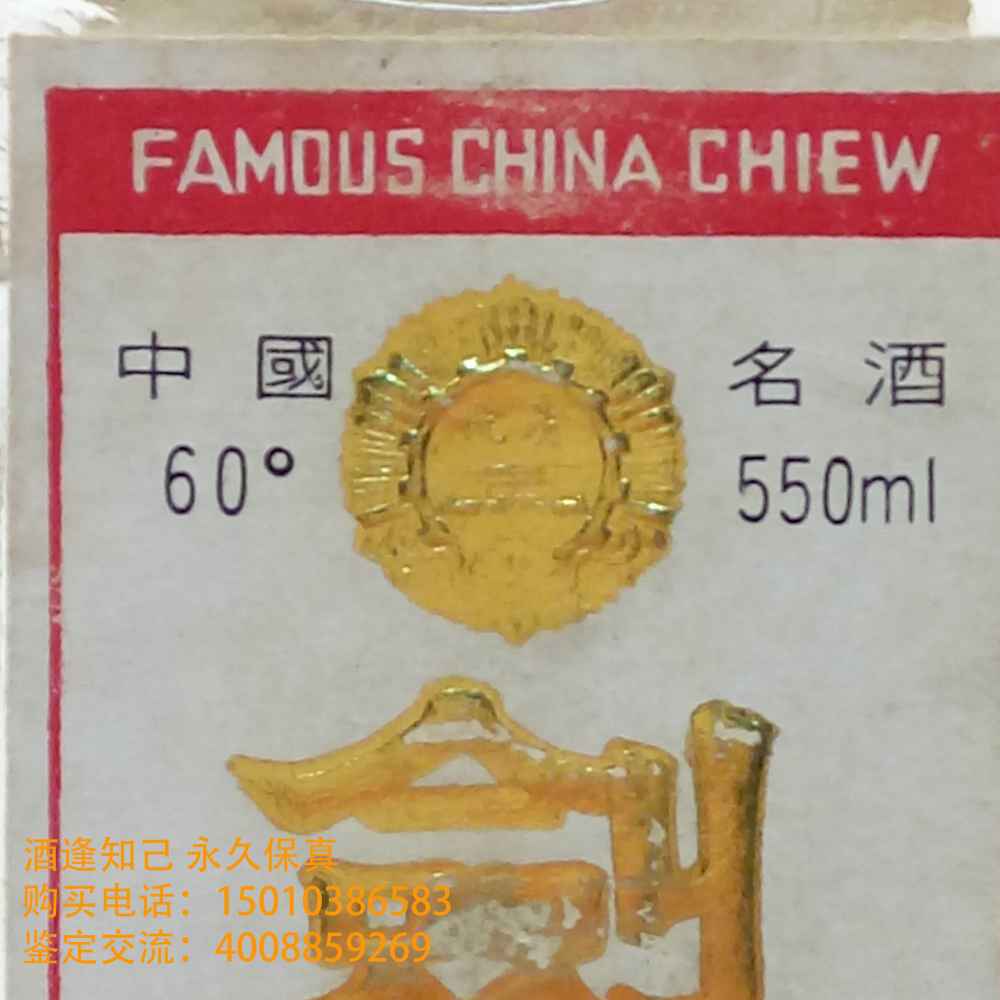 FAMOUS CHINA CHIEW
中國 名酒
60° 550ml
酒逢知己 永久保真
购买电话：15010386583
鉴定交流：4008859269